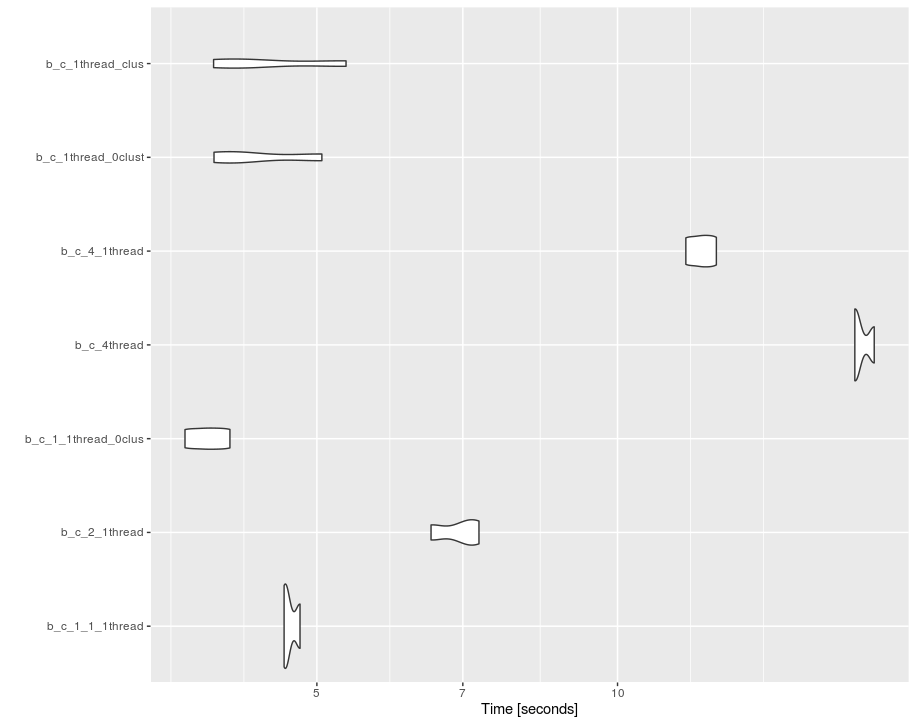 b_c_1thread_clus
b_c_1thread_0clust
b_c_4_1thread
b_c_4thread
b_c_1_1thread_0clus
b_c_2_1thread
b_c_1_1_1thread
5 7 10
Time [seconds]